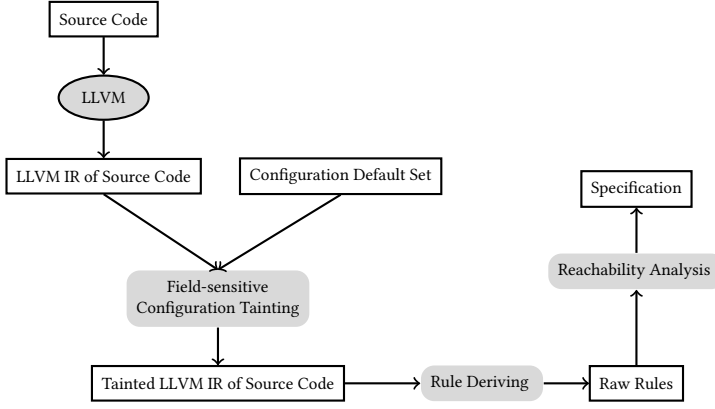 Source Code
LLVM
LLVM IR of Source Code
Configuration Default Set
Specification
Field-sensitive
Configuration Tainting
Reachability Analysis
Tainted LLVM IR of Source Code
Rule Deriving
Raw Rules